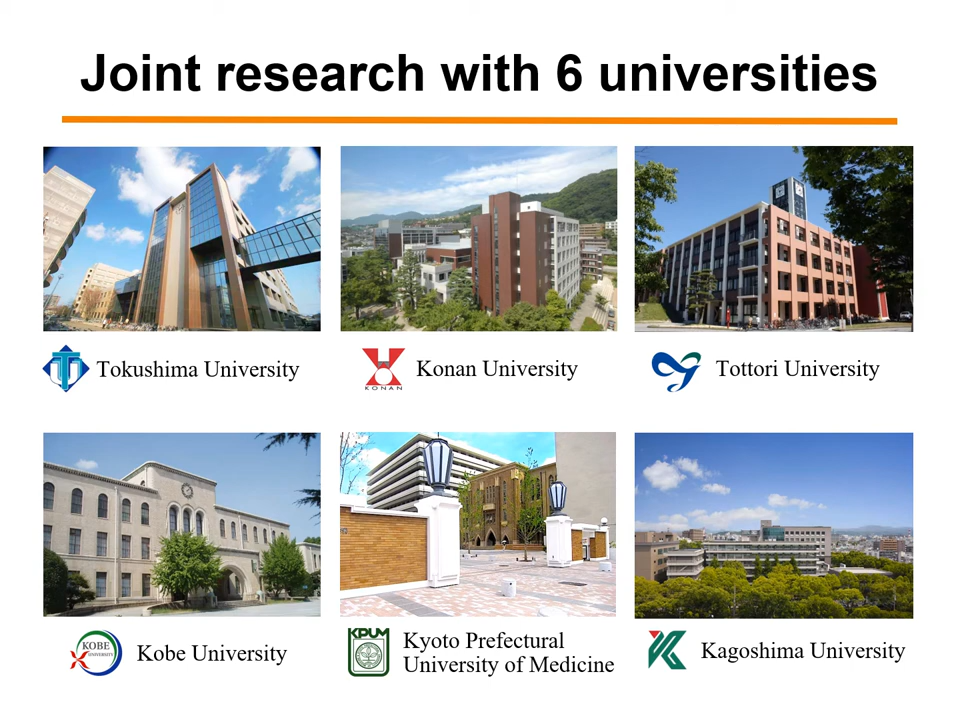 Joint research with 6 universities
Tokushima University
KONAN
Konan University
Tottori University
KOBE
UNIVERSITY
Kobe University
KPUM
Kyoto Prefectural
University of Medicine
Kagoshima University